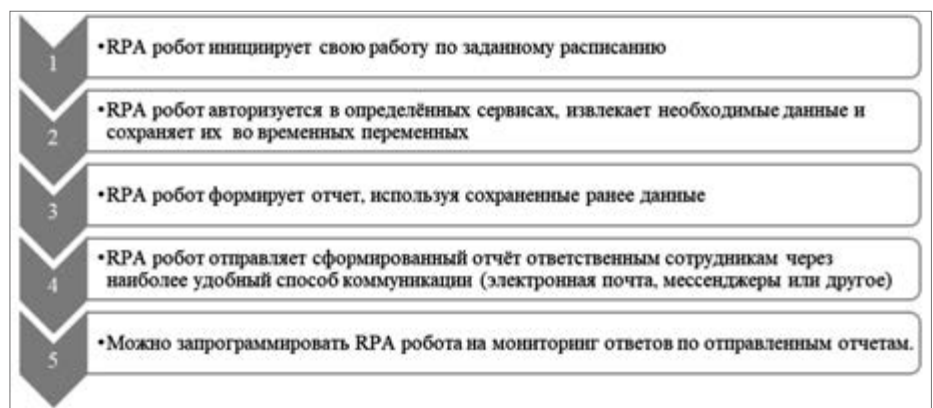 1
•RPA робот инициирует свою работу по заданному расписанию
2
•RPA робот авторизуется в определённых сервисах, извлекает необходимые данные и
сохраняет их во временных переменных
3
•RPA робот формирует отчет, используя сохраненные ранее данные
4
•RPA робот отправляет сформированный отчёт ответственным сотрудникам через
наиболее удобный способ коммуникации (электронная почта, мессенджеры или другое)
5
•Можно запрограммировать RPA робота на мониторинг ответов по отправленным отчетам.